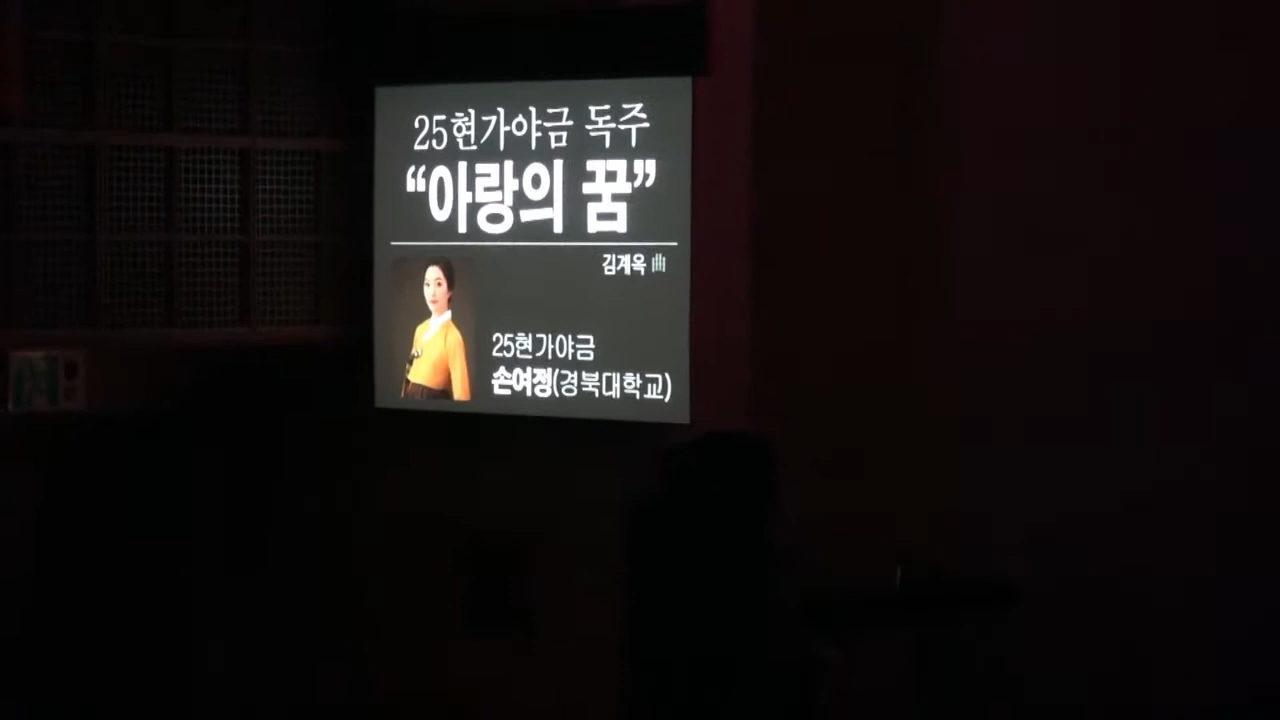 25현가야금 독주
“아랑의 꿈”
김계옥 曲
25현가야금
손여정(경북대학교)